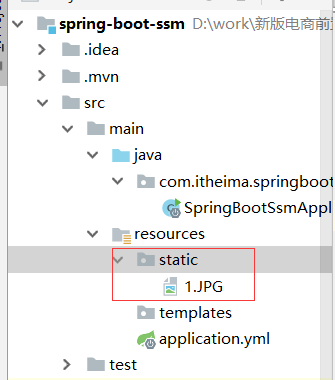 spring-boot-ssm D:\work\新版电商前
.idea
.mvn
src
main
java
com.itheima.springboot
SpringBootSsmAppl
resources
static
1.JPG
templates
application.yml
test